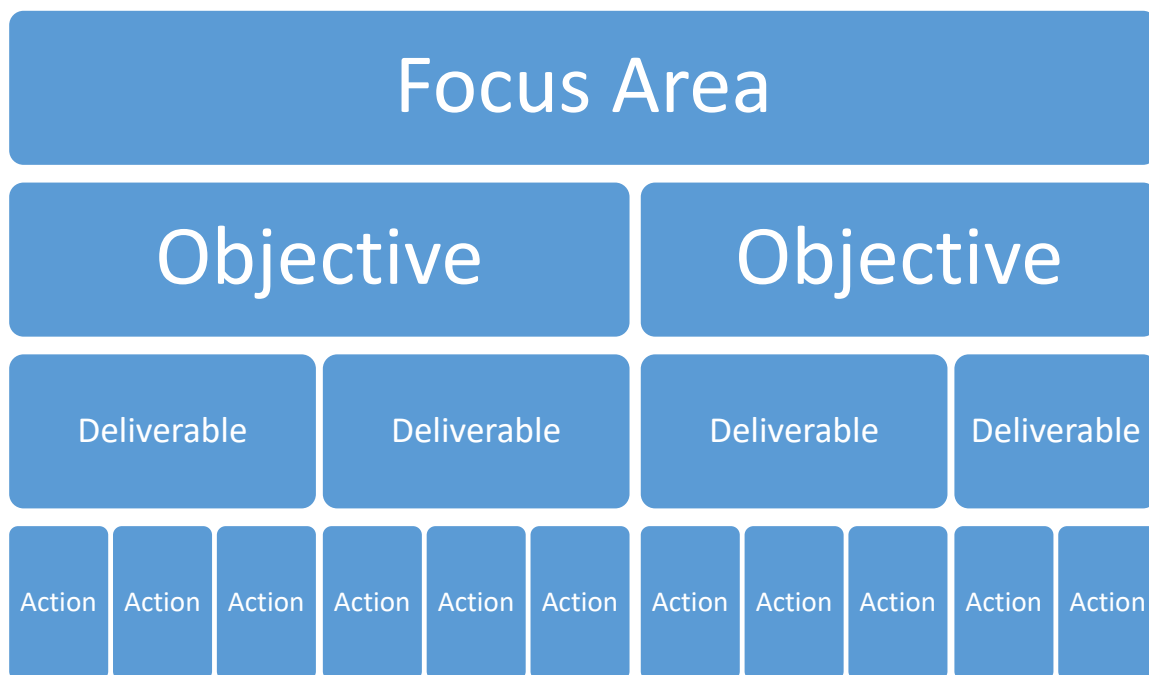 Focus Area
Objective Objective
Deliverable Deliverable Deliverable Deliverable
Action Action Action Action Action Action Action Action Action Action Action